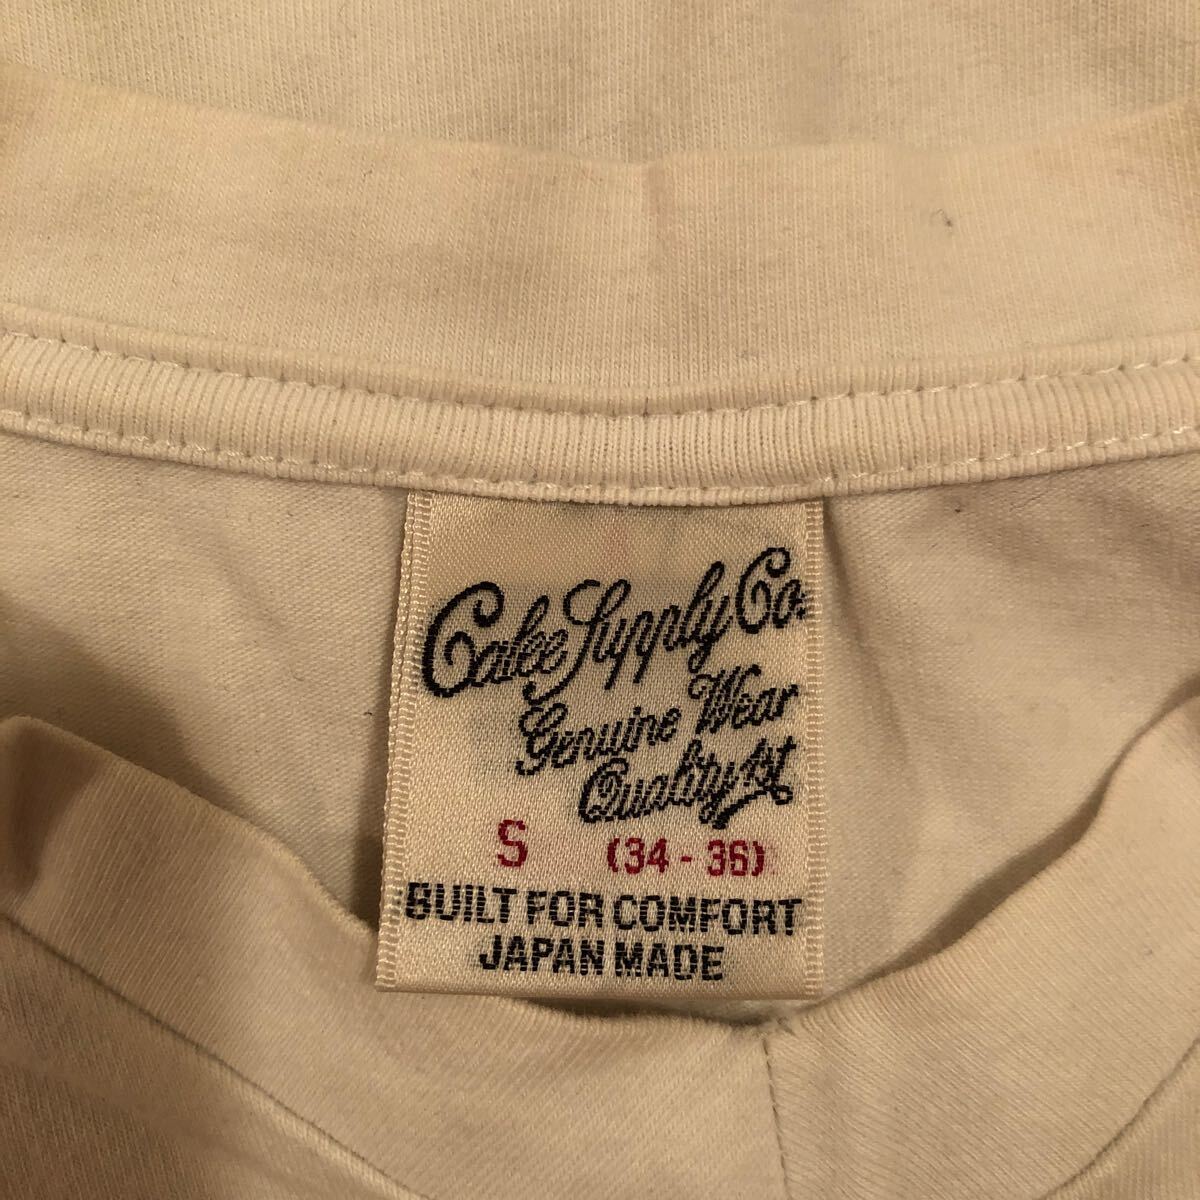 Calee Supply Co.
Genuine Wear
Quality 1st
S (34 - 36)
BUILT FOR COMFORT
JAPAN MADE